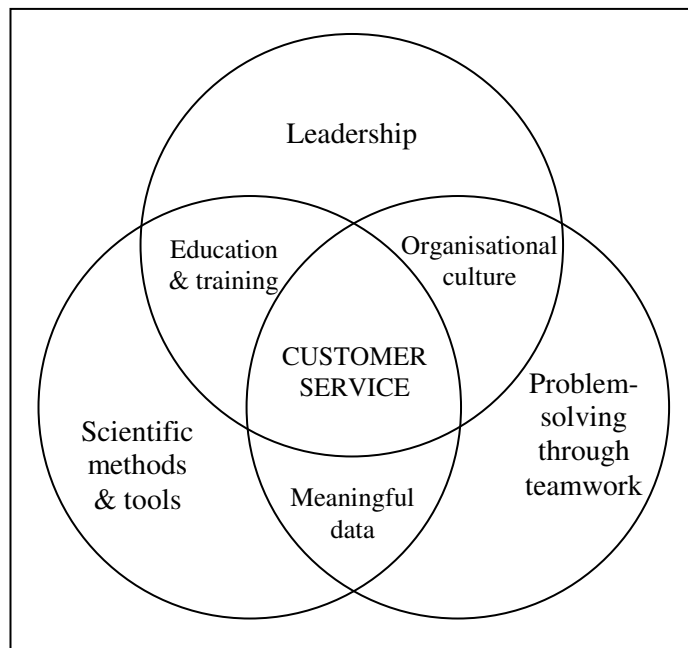 Leadership
Education
& training
Organisational
culture
CUSTOMER
SERVICE
Problem-
solving
through
teamwork
Scientific
methods
& tools
Meaningful
data